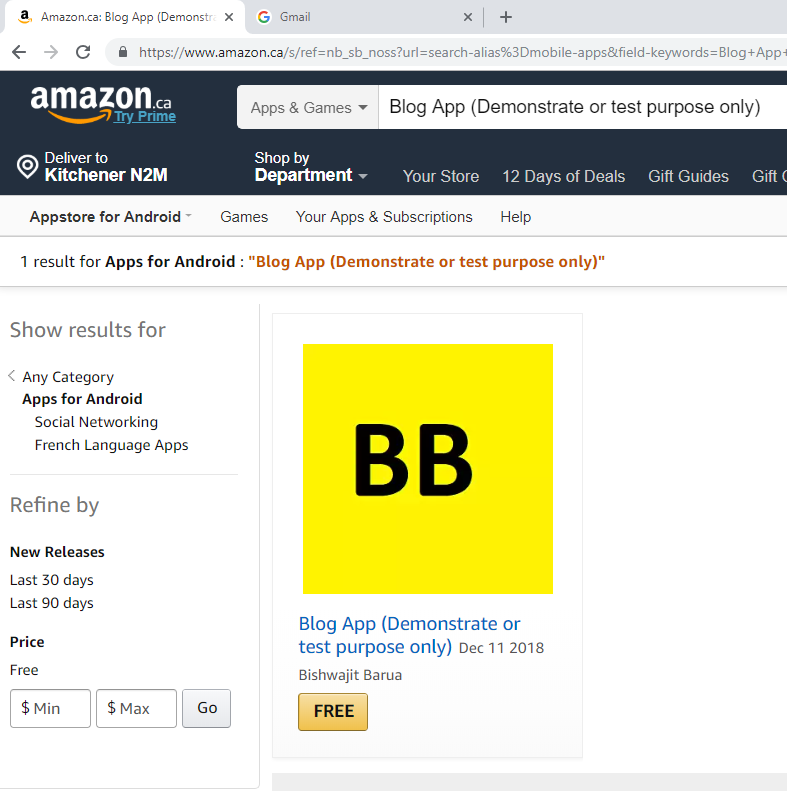 Amazon.ca: Blog App (Demonstra
Gmail
https://www.amazon.ca/s/ref=nb_sb_noss?url=search-alias%3Dmobile-apps&field-keywords=Blog+App+
amazon.ca
Try Prime
Apps & Games
Blog App (Demonstrate or test purpose only)
Deliver to
Kitchener N2M
Shop by
Department
Your Store
12 Days of Deals
Gift Guides
Gift
Appstore for Android
Games
Your Apps & Subscriptions
Help
1 result for Apps for Android : "Blog App (Demonstrate or test purpose only)"
Show results for
Any Category
Apps for Android
Social Networking
French Language Apps
Refine by
New Releases
Last 30 days
Last 90 days
Price
Free
$ Min
$ Max
Go
BB
Blog App (Demonstrate or
test purpose only) Dec 11 2018
Bishwajit Barua
FREE